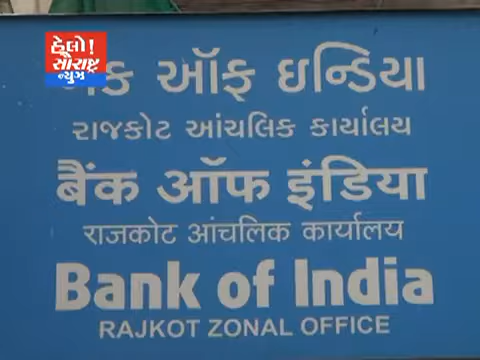 હેલો!
સૌરાષ્ટ્ર
ન્યુઝ
ઑફ ઇન્ડિયા
રાજકોટ આંચલિક કાર્યાલય
बैंक ऑफ इंडिया
राजकोट आंचलिक कार्यालय
Bank of India
RAJKOT ZONAL OFFICE